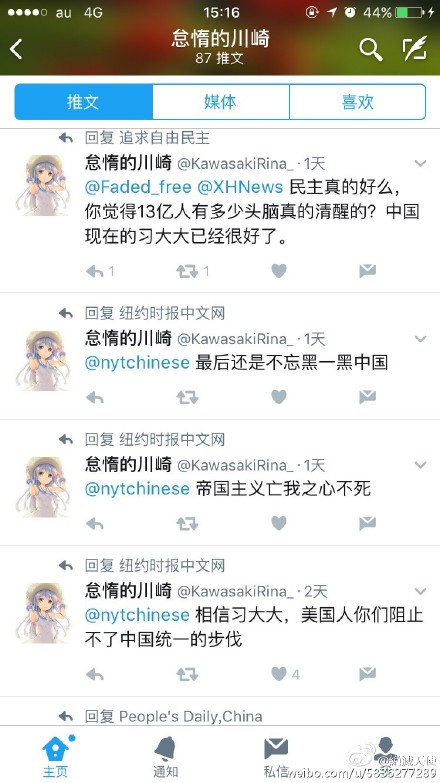 au 4G 15:16 44%
怠惰的川崎
87 推文
推文 媒体 喜欢
回复 追求自由民主
怠惰的川崎 @KawasakiRina_ · 1天
@Faded_free @XHNews 民主真的好么,
你觉得13亿人有多少头脑真的清醒的?中国
现在的习大大已经很好了。
1 1
回复 纽约时报中文网
怠惰的川崎 @KawasakiRina_ · 1天
@nytchinese 最后还是不忘黑一黑中国
回复 纽约时报中文网
怠惰的川崎 @KawasakiRina_ · 1天
@nytchinese 帝国主义亡我之心不死
回复 纽约时报中文网
怠惰的川崎 @KawasakiRina_ · 2天
@nytchinese 相信习大大，美国人你们阻止
不了中国统一的步伐
4
回复 People's Daily,China
主页 通知 私信